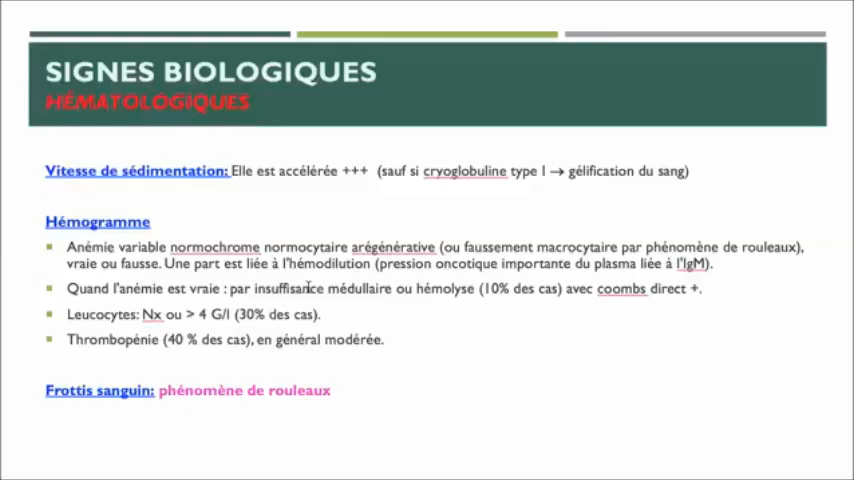 SIGNES BIOLOGIQUES
HÉMATOLOGIQUES
Vitesse de sédimentation: Elle est accélérée +++ (sauf si cryoglobuline type I → gélification du sang)
Hémogramme
Anémie variable normochrome normocytaire arégénérative (ou faussement macrocytaire par phénomène de rouleaux),
vraie ou fausse. Une part est liée à l'hémodilution (pression oncotique importante du plasma liée à l'IgM).
Quand l'anémie est vraie : par insuffisance médullaire ou hémolyse (10% des cas) avec coombs direct +.
Leucocytes: Nx ou > 4 G/l (30% des cas).
Thrombopénie (40 % des cas), en général modérée.
Frottis sanguin: phénomène de rouleaux